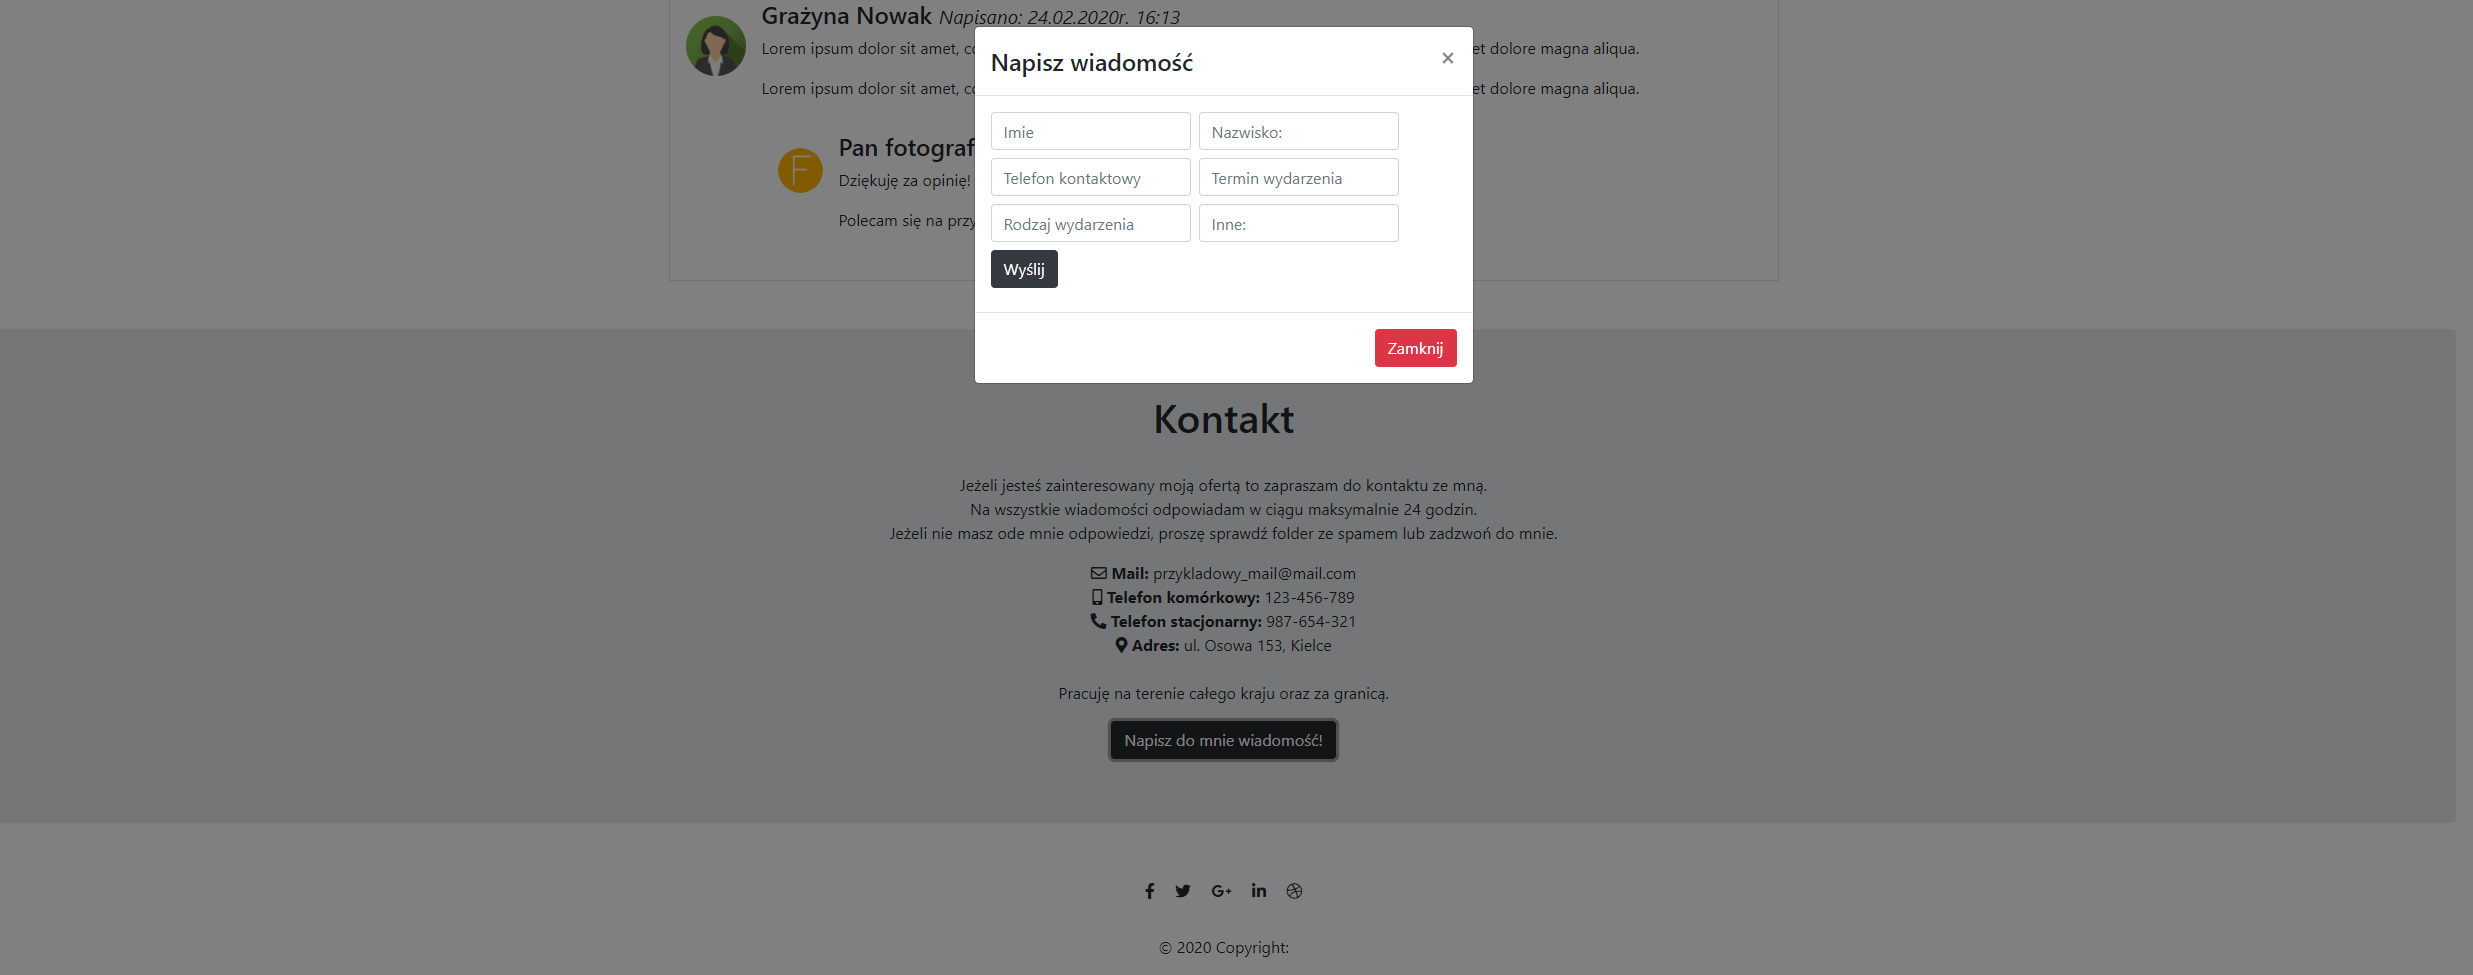 Grażyna Nowak Napisano: 24.02.2020r. 16:13
Lorem ipsum dolor sit amet, et dolore magna aliqua.
Lorem ipsum dolor sit amet, et dolore magna aliqua.
Pan fotograf
Dziękuję za opinię!
Polecam się na
F
Napisz wiadomość
×
Imie
Nazwisko:
Telefon kontaktowy
Termin wydarzenia
Rodzaj wydarzenia
Inne:
Wyślij
Zamknij
Kontakt
Jeżeli jesteś zainteresowany moją ofertą to zapraszam do kontaktu ze mną.
Na wszystkie wiadomości odpowiadam w ciągu maksymalnie 24 godzin.
Jeżeli nie masz ode mnie odpowiedzi, proszę sprawdź folder ze spamem lub zadzwoń do mnie.
Mail: przykladowy_mail@mail.com
Telefon komórkowy: 123-456-789
Telefon stacjonarny: 987-654-321
Adres: ul. Osowa 153, Kielce
Pracuję na terenie całego kraju oraz za granicą.
Napisz do mnie wiadomość!
© 2020 Copyright: